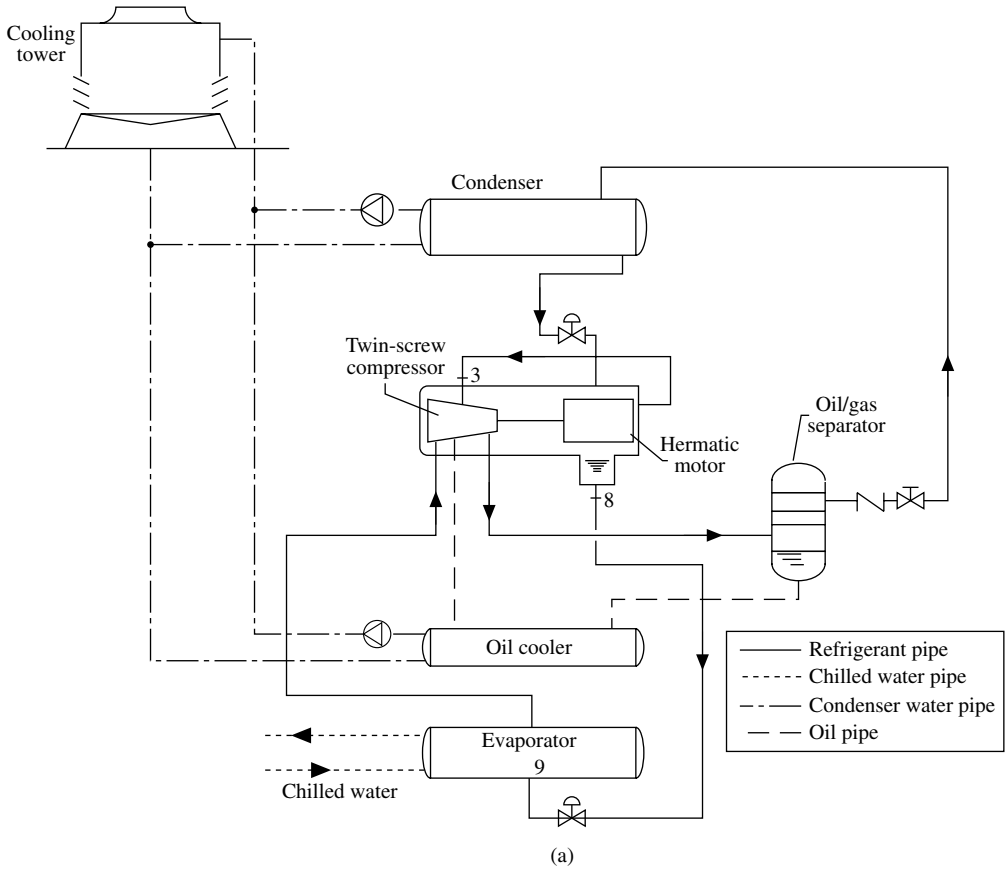 Cooling
tower
Condenser
Twin-screw
compressor
3
Oil/gas
separator
Hermatic
motor
8
Oil cooler
Refrigerant pipe
Chilled water pipe
Condenser water pipe
Oil pipe
Evaporator
9
Chilled water
(a)